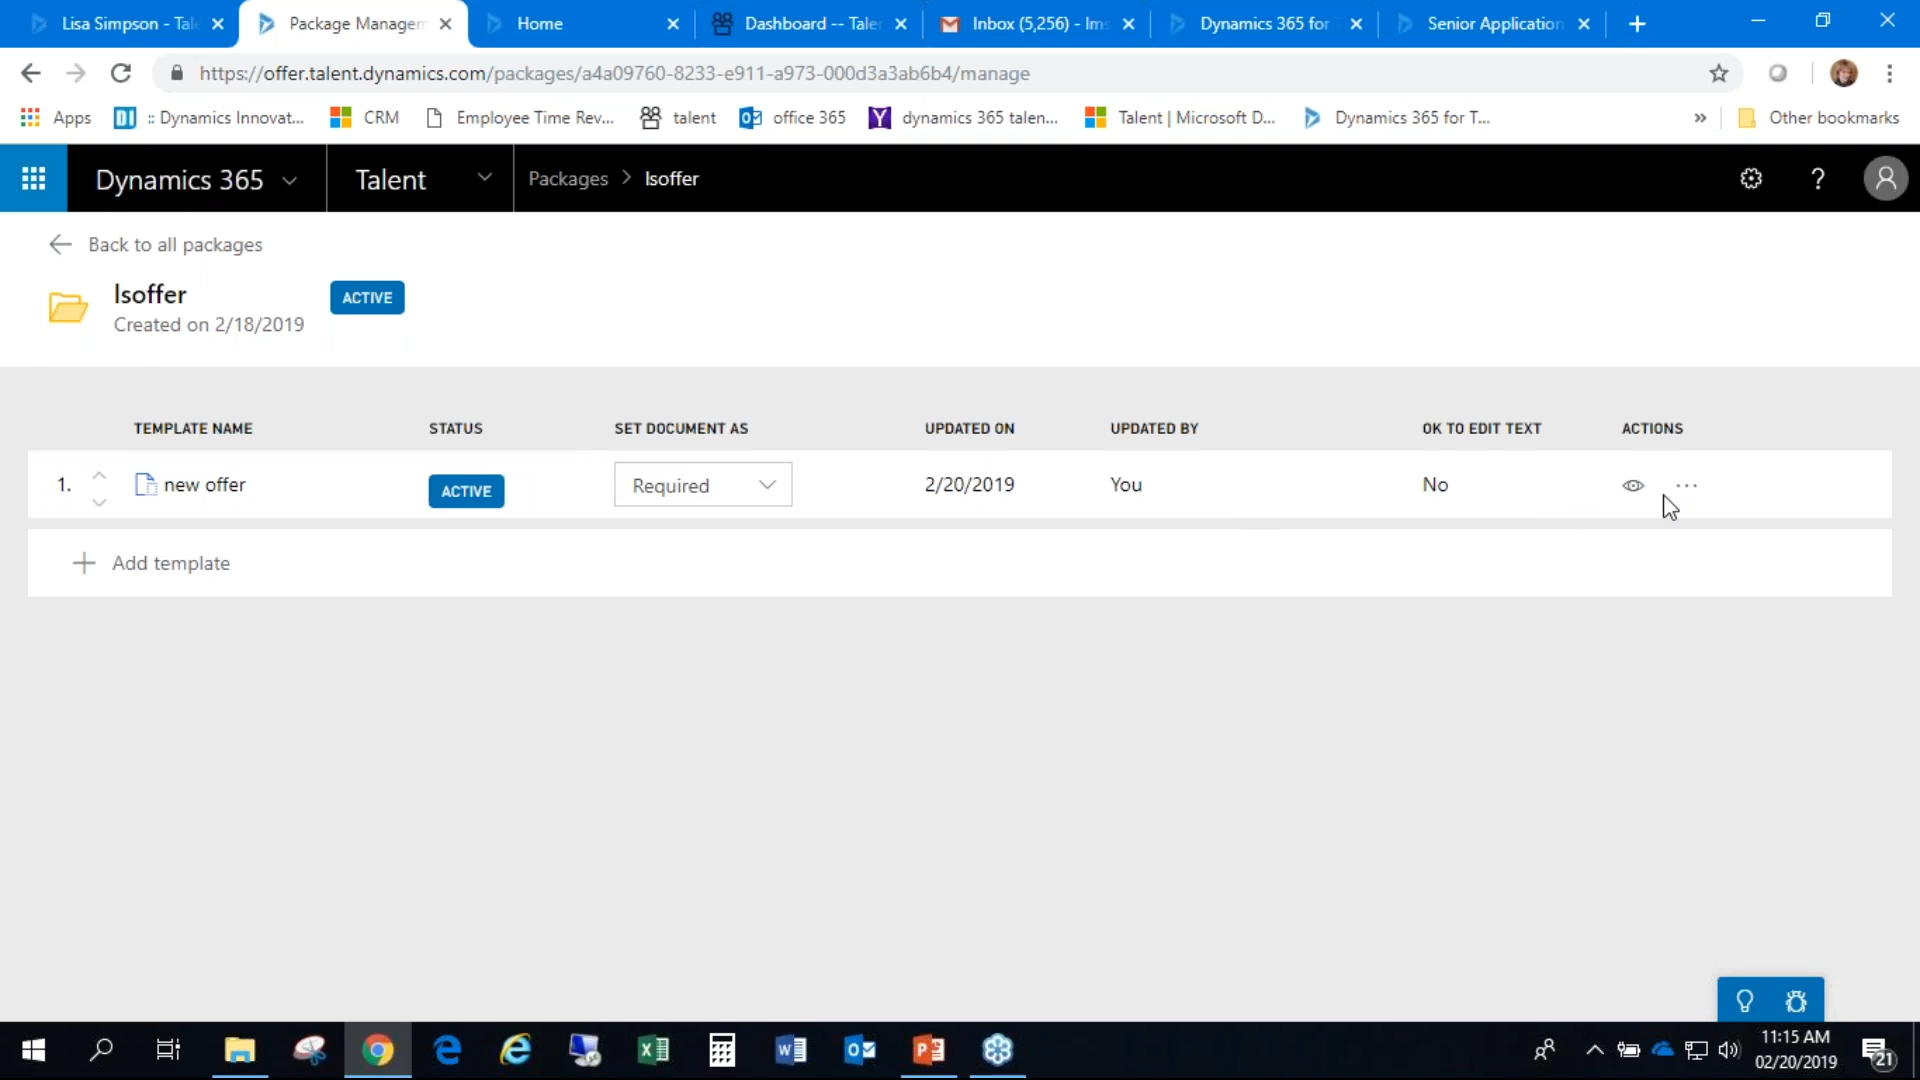 Lisa Simpson - Tal
Package Managem
Home
Dashboard -- Taler
Inbox (5,256) - lms
Dynamics 365 for
Senior Application
https://offer.talent.dynamics.com/packages/a4a09760-8233-e911-a973-000d3a3ab6b4/manage
Apps
DI :: Dynamics Innovat...
CRM
Employee Time Rev...
talent
office 365
dynamics 365 talen...
Talent | Microsoft D...
Dynamics 365 for T...
»
Other bookmarks
Dynamics 365
Talent
Packages > lsoffer
?
Back to all packages
lsoffer
ACTIVE
Created on 2/18/2019
TEMPLATE NAME STATUS SET DOCUMENT AS UPDATED ON UPDATED BY OK TO EDIT TEXT ACTIONS
1. new offer ACTIVE Required 2/20/2019 You No ...
+ Add template
11:15 AM
02/20/2019
21